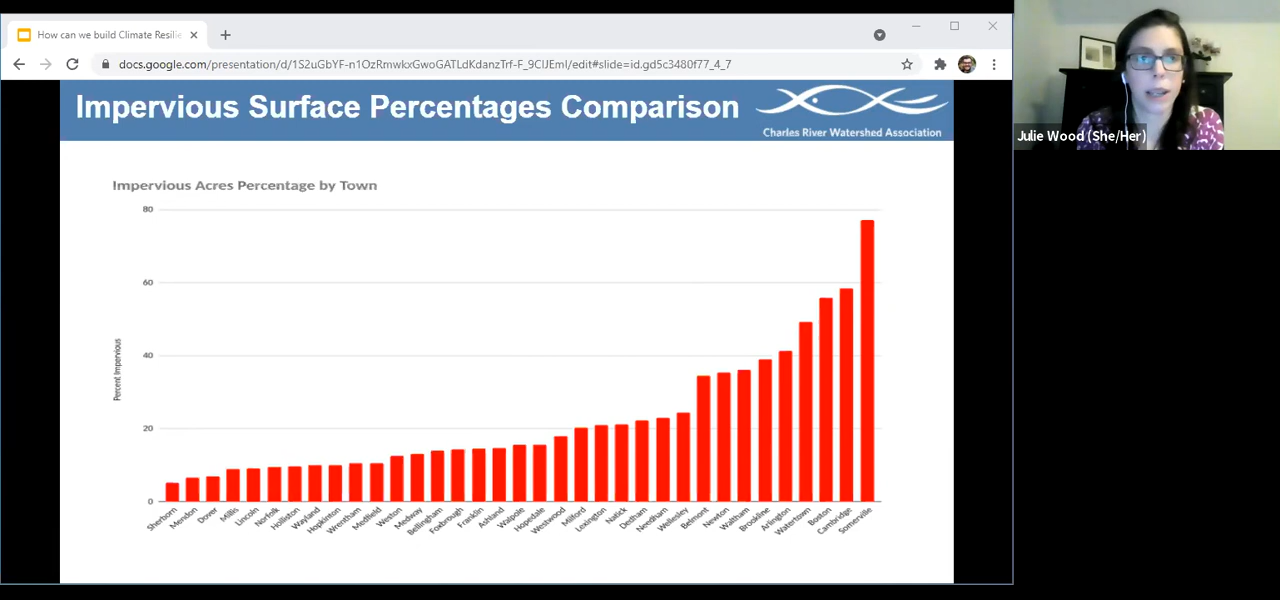 How can we build Climate Resilie
docs.google.com/presentation/d/1S2uGbYF-n1OzRnwkxGwoGATLdKdanzTrf-F_9ClJEmI/edit#slide=id.gd5c3480f77_4_7
Impervious Surface Percentages Comparison
Charles River Watershed Association
Julie Wood (She/Her)
Impervious Acres Percentage by Town
80
60
40
20
0
Percent Impervious
Sherborn
Mendon
Dover
Millis
Lincoln
Norfolk
Holliston
Wayland
Hopkinton
Wrentham
Medfield
Weston
Medway
Bellingham
Foxbrough
Franklin
Ashland
Walpole
Hopedale
Westwood
Milford
Lexington
Natick
Dedham
Needham
Wellesley
Belmont
Newton
Waltham
Brookline
Arlington
Watertown
Boston
Cambridge
Somerville